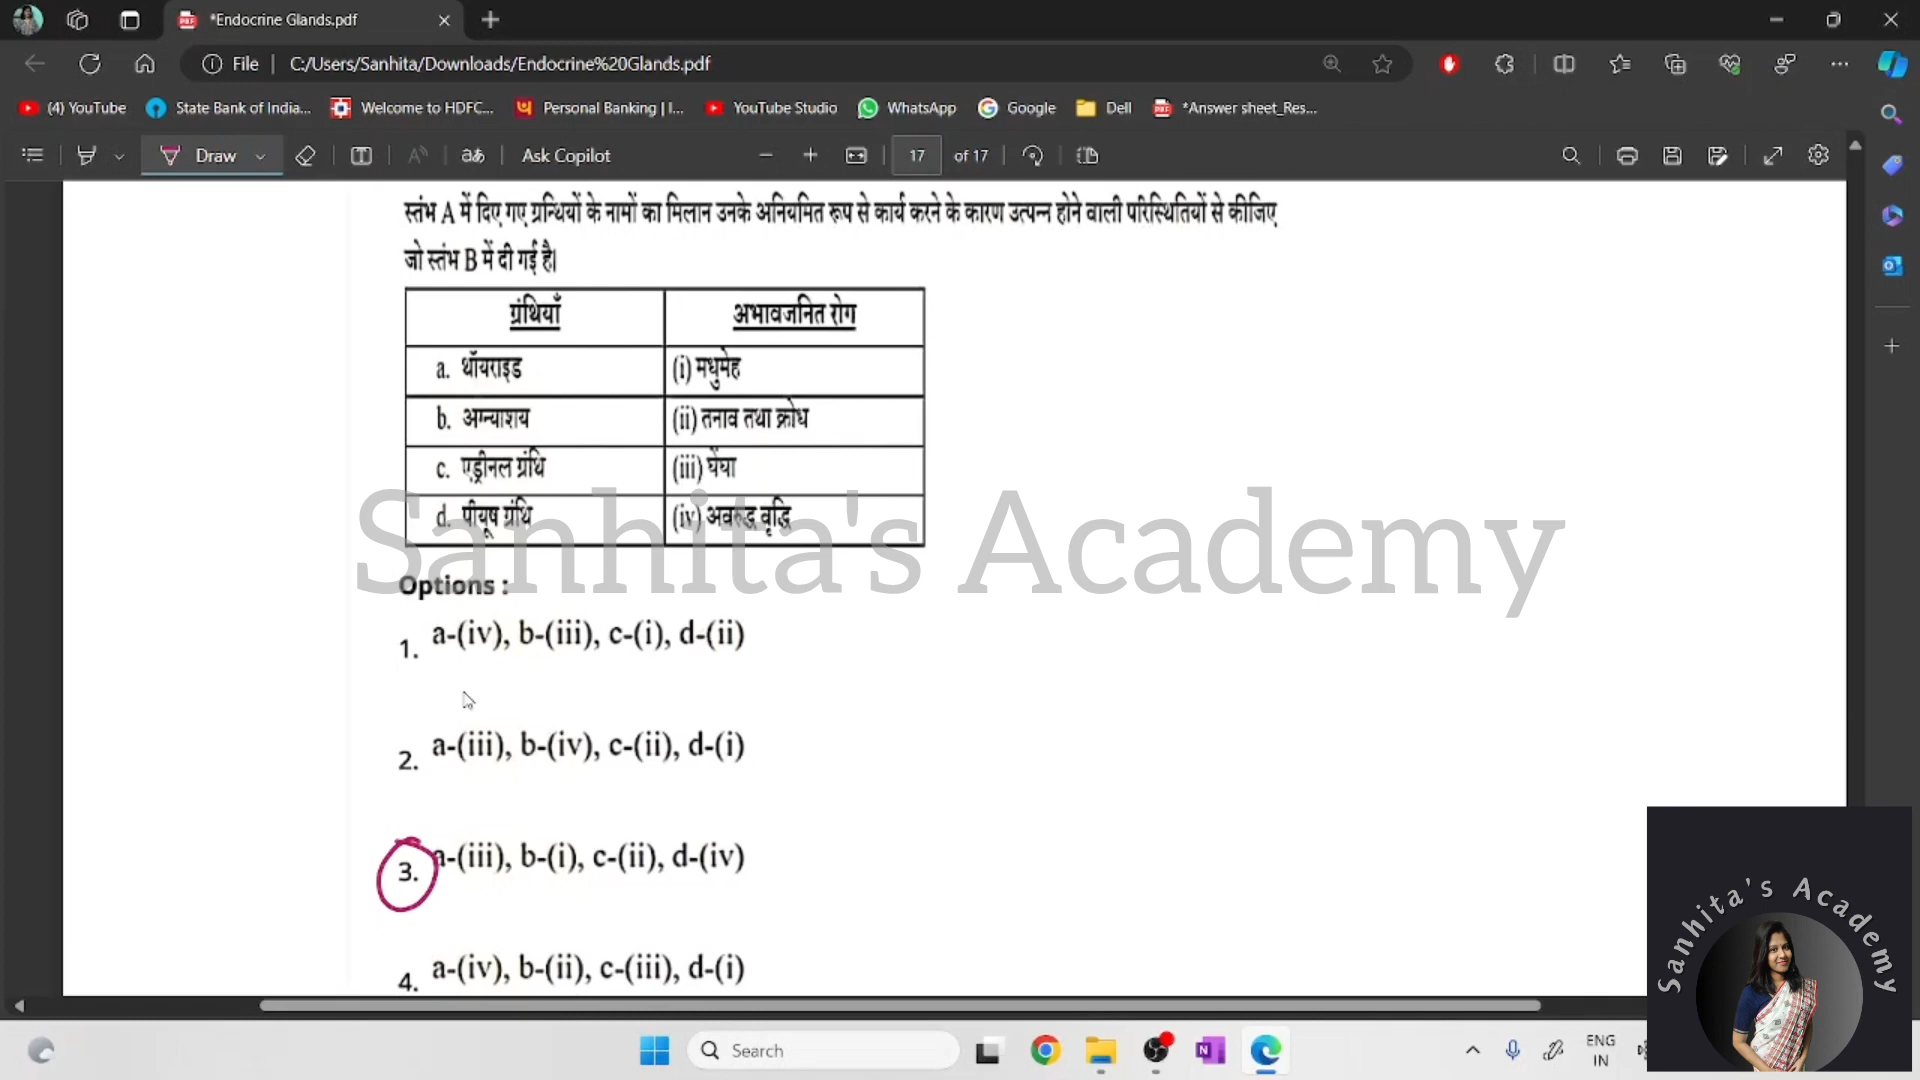 *Endocrine Glands.pdf
File
C:/Users/Sanhita/Downloads/Endocrine%20Glands.pdf
(4) YouTube
State Bank of India...
Welcome to HDFC...
Personal Banking | I...
YouTube Studio
WhatsApp
Google
Dell
*Answer sheet_Res...
Draw
Ask Copilot
17
of 17
स्तंभ A में दिए गए ग्रन्थियों के नामों का मिलान उनके अनियमित रूप से कार्य करने के कारण उत्पन्न होने वाली परिस्थितियों से कीजिए
जो स्तंभ B में दी गई है।
ग्रंथियाँ अभावजनित रोग
a. थॉयराइड (i) मधुमेह
b. अग्न्याशय (ii) तनाव तथा क्रोध
c. एड्रीनल ग्रंथि (iii) घेंघा
d. पीयूष ग्रंथि (iv) अवरुद्ध वृद्धि
Sanhita's Academy
Options :
1. a-(iv), b-(iii), c-(i), d-(ii)
2. a-(iii), b-(iv), c-(ii), d-(i)
3. a-(iii), b-(i), c-(ii), d-(iv)
4. a-(iv), b-(ii), c-(iii), d-(i)
Sanhita's Academy
Search
ENG
IN